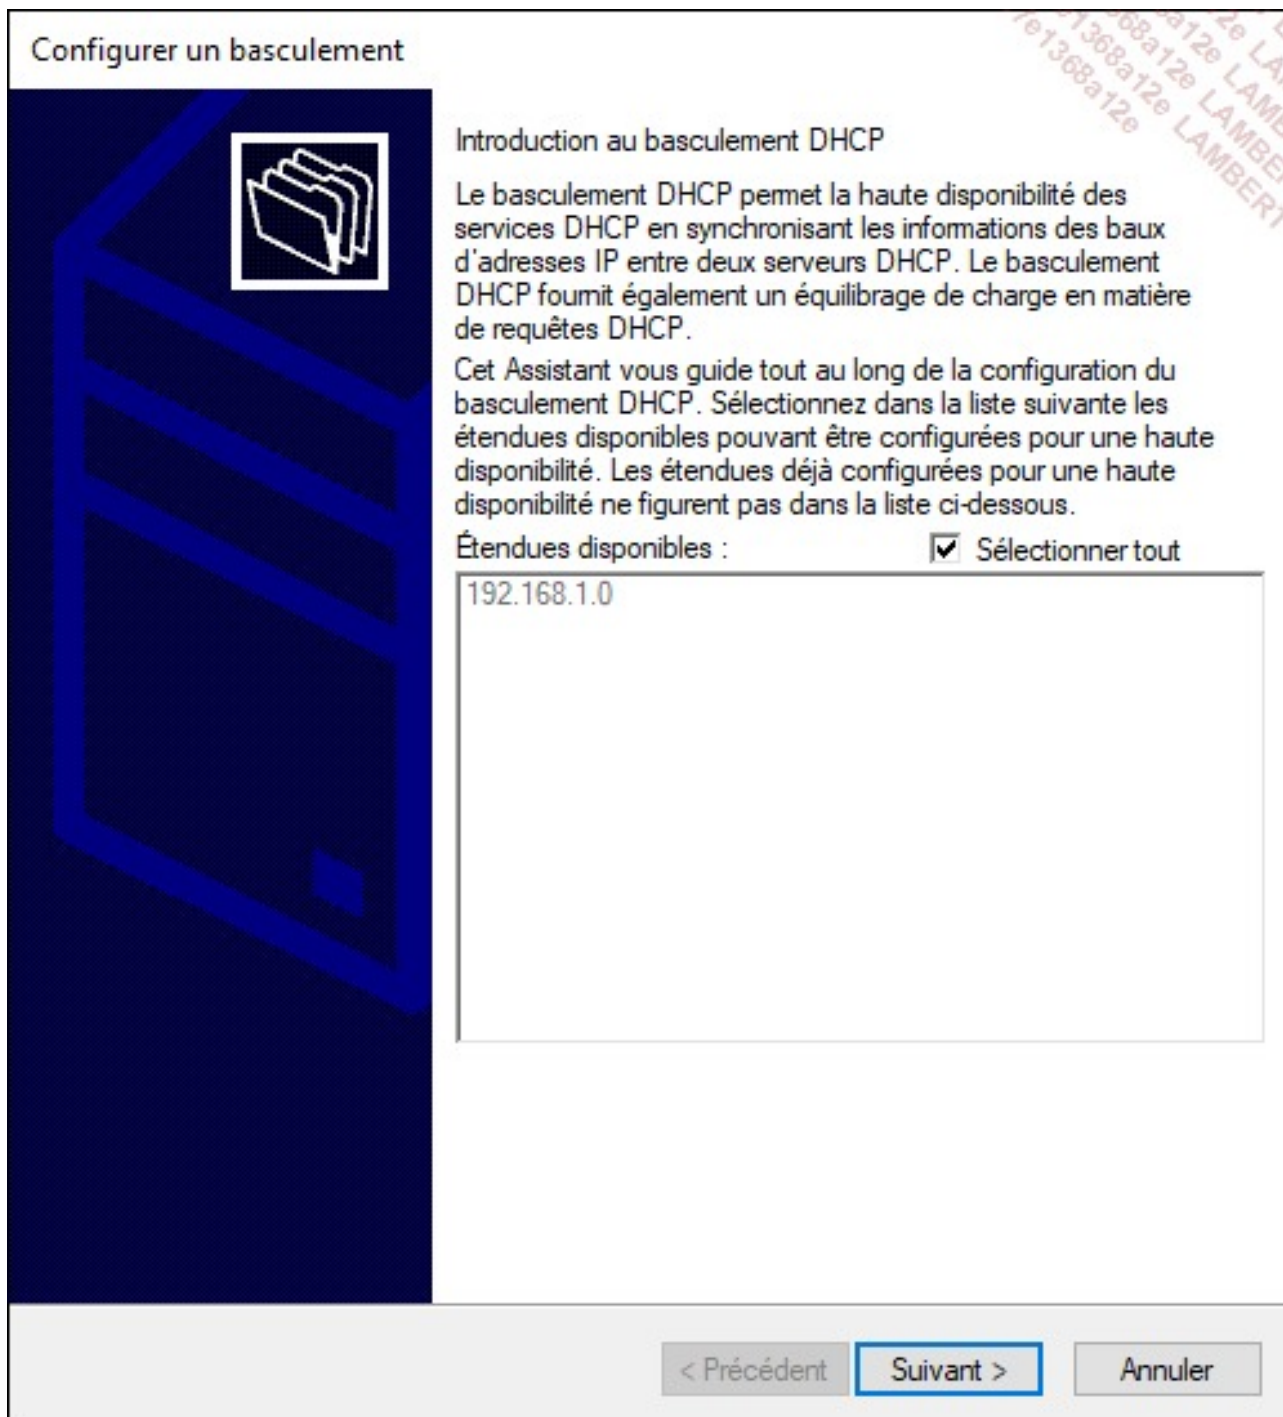 Configurer un basculement
Introduction au basculement DHCP
Le basculement DHCP permet la haute disponibilité des
services DHCP en synchronisant les informations des baux
d'adresses IP entre deux serveurs DHCP. Le basculement
DHCP fournit également un équilibrage de charge en matière
de requêtes DHCP.
Cet Assistant vous guide tout au long de la configuration du
basculement DHCP. Sélectionnez dans la liste suivante les
étendues disponibles pouvant être configurées pour une haute
disponibilité. Les étendues déjà configurées pour une haute
disponibilité ne figurent pas dans la liste ci-dessous.
Étendues disponibles : Sélectionner tout
192.168.1.0
< Précédent Suivant > Annuler